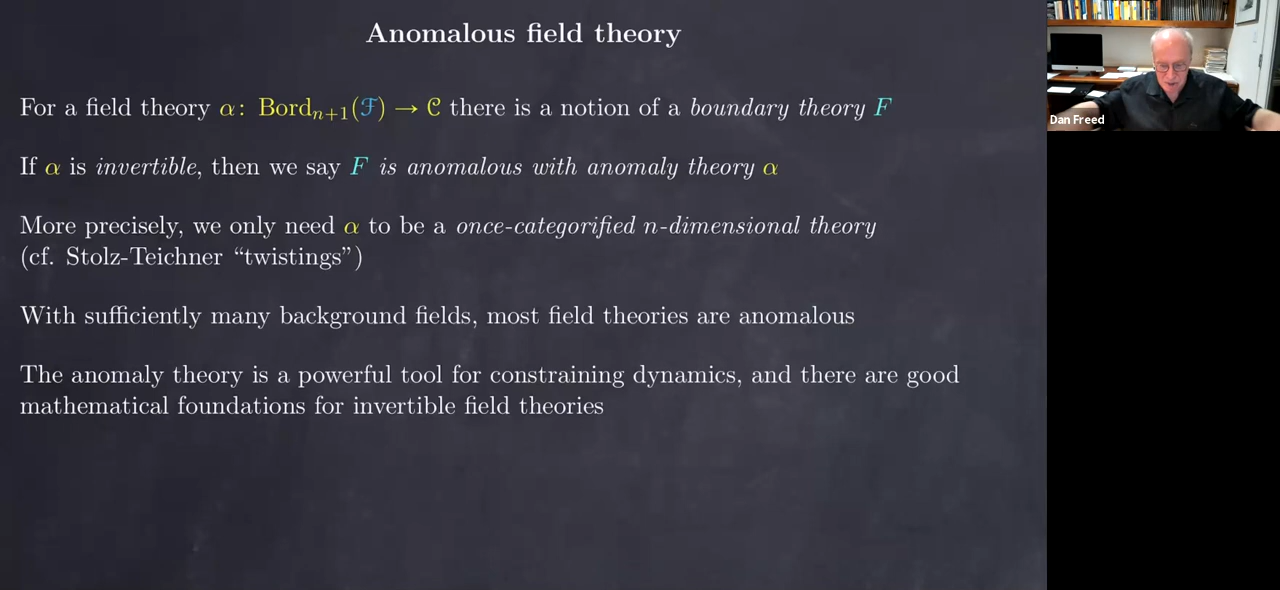 Anomalous field theory
For a field theory α: Bordₙ₊₁(ℱ) → 𝒞 there is a notion of a boundary theory F
If α is invertible, then we say F is anomalous with anomaly theory α
More precisely, we only need α to be a once-categorified n-dimensional theory
(cf. Stolz-Teichner “twistings”)
With sufficiently many background fields, most field theories are anomalous
The anomaly theory is a powerful tool for constraining dynamics, and there are good
mathematical foundations for invertible field theories
Dan Freed